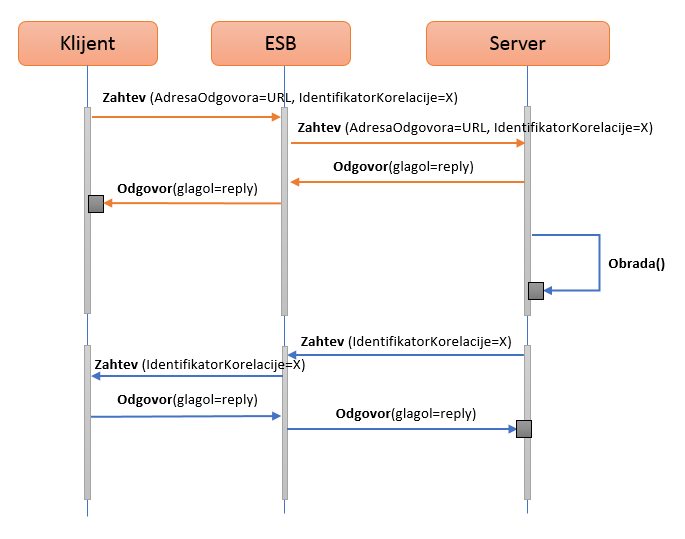 Klijent
ESB
Server
Zahtev (AdresaOdgovora=URL, IdentifikatorKorelacije=X)
Zahtev (AdresaOdgovora=URL, IdentifikatorKorelacije=X)
Odgovor(glagol=reply)
Odgovor(glagol=reply)
Obrada()
Zahtev (IdentifikatorKorelacije=X)
Zahtev (IdentifikatorKorelacije=X)
Odgovor(glagol=reply)
Odgovor(glagol=reply)